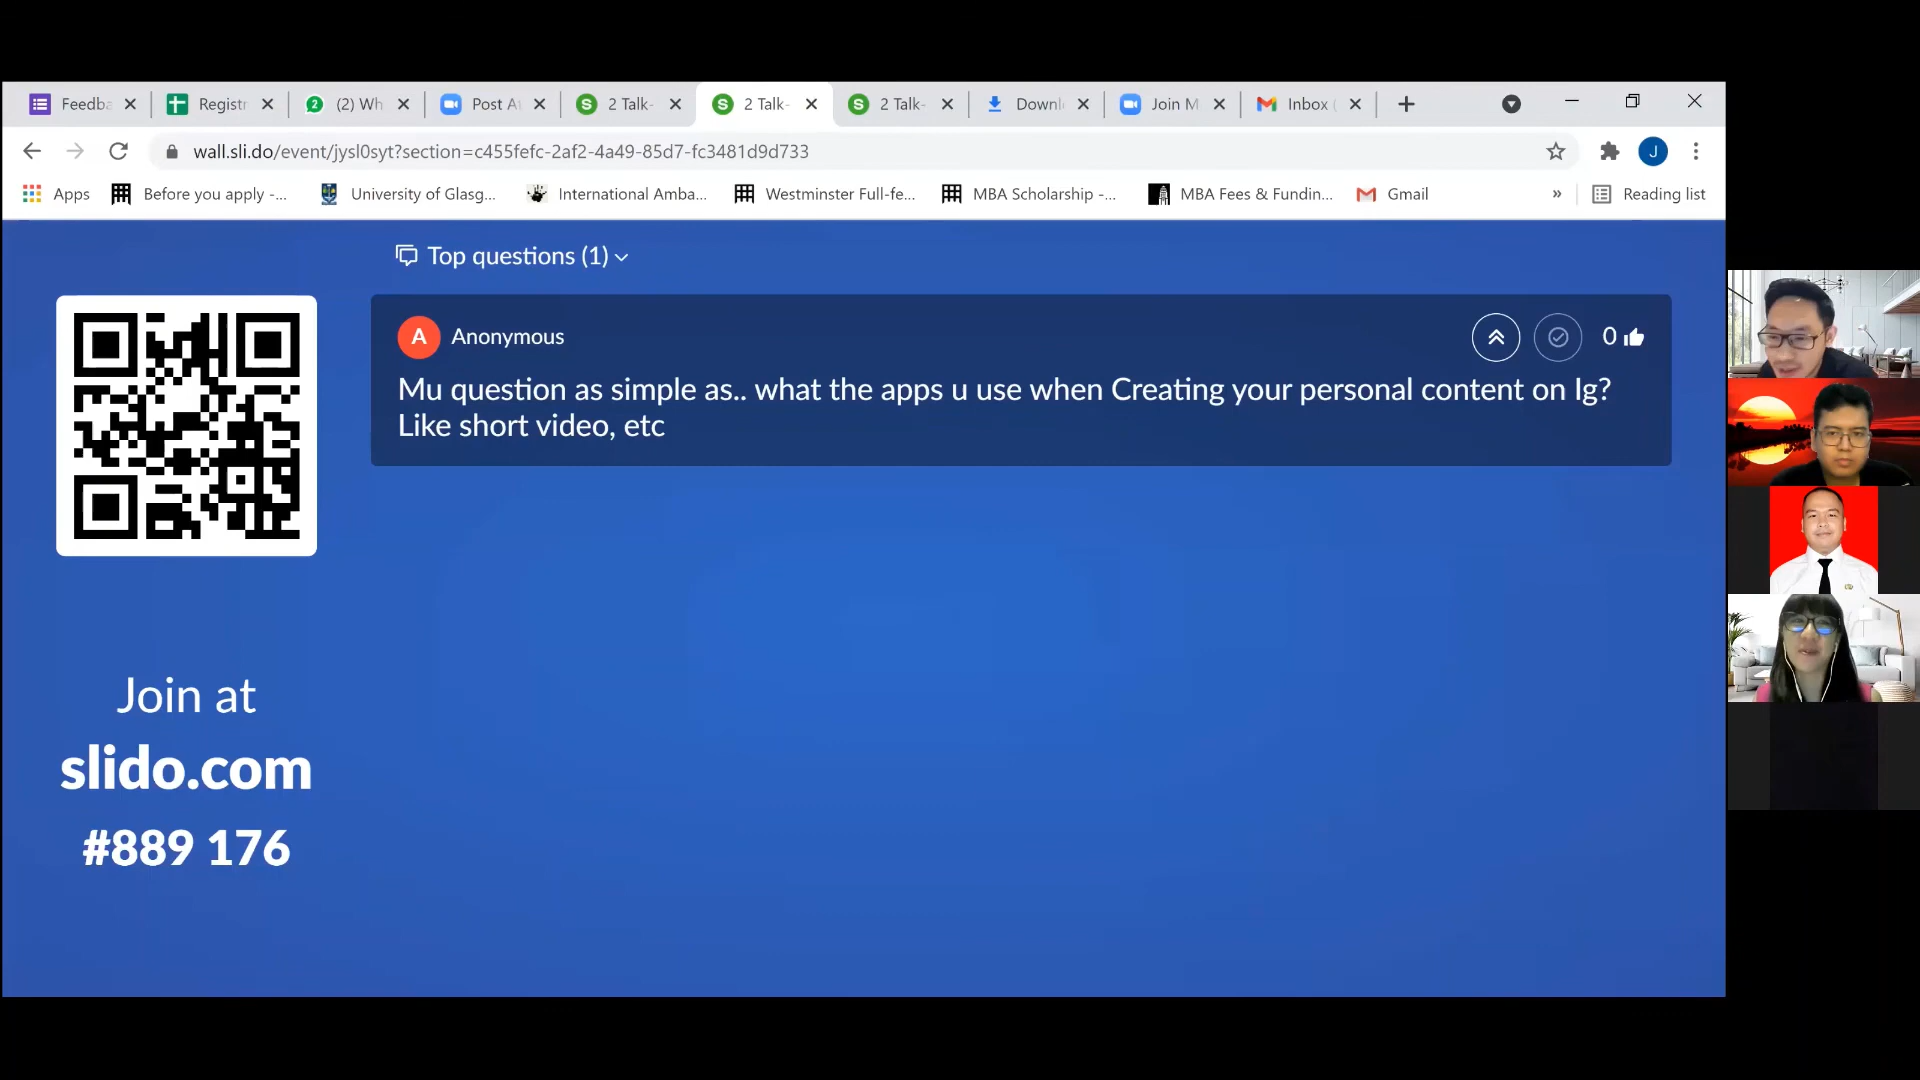 Feedba
Registr
(2) Wh
Post A
2 Talk-
2 Talk-
2 Talk-
Downl
Join M
Inbox (
wall.sli.do/event/jysl0syt?section=c455fefc-2af2-4a49-85d7-fc3481d9d733
J
Apps
Before you apply -...
University of Glasg...
International Amba...
Westminster Full-fe...
MBA Scholarship -...
MBA Fees & Fundin...
Gmail
»
Reading list
Top questions (1)
A
Anonymous
0
Mu question as simple as.. what the apps u use when Creating your personal content on Ig?
Like short video, etc
Join at
slido.com
#889 176